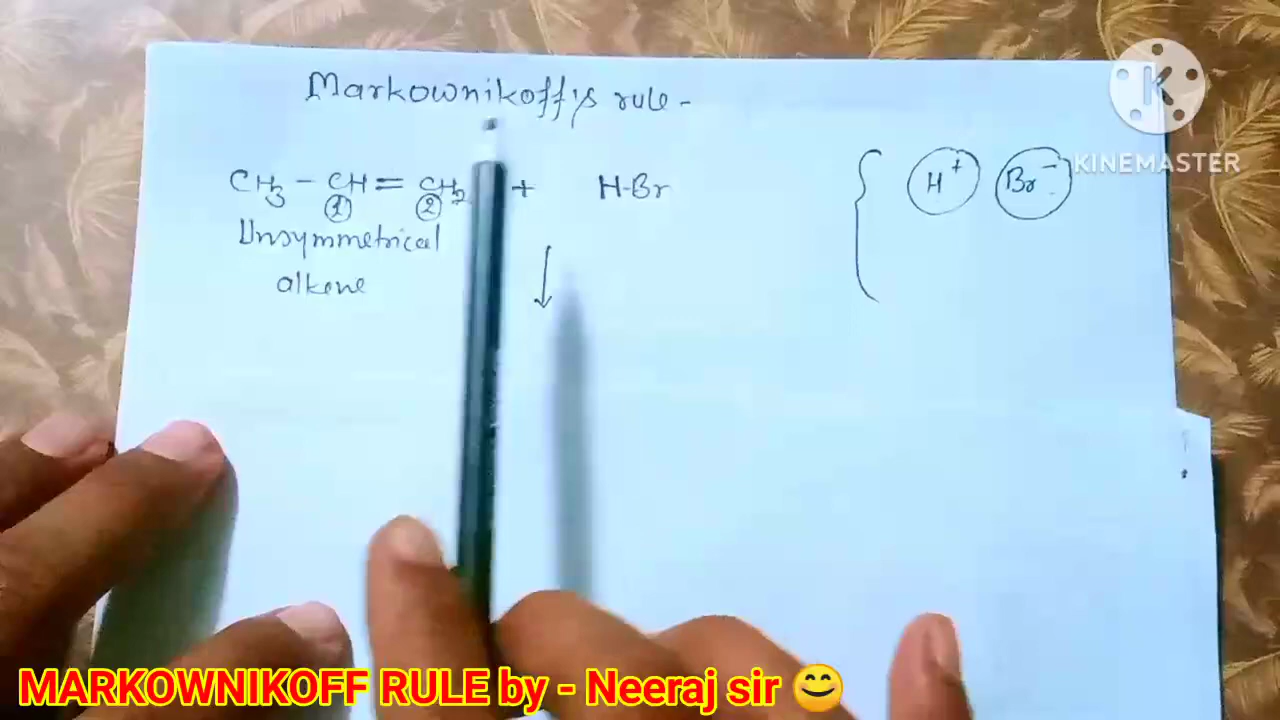 Markownikoff's rule -
CH3 - CH = CH2 + H-Br
1 2
H+ Br-
Unsymmetrical
alkene
K
KINEMASTER
MARKOWNIKOFF RULE by - Neeraj sir 😊